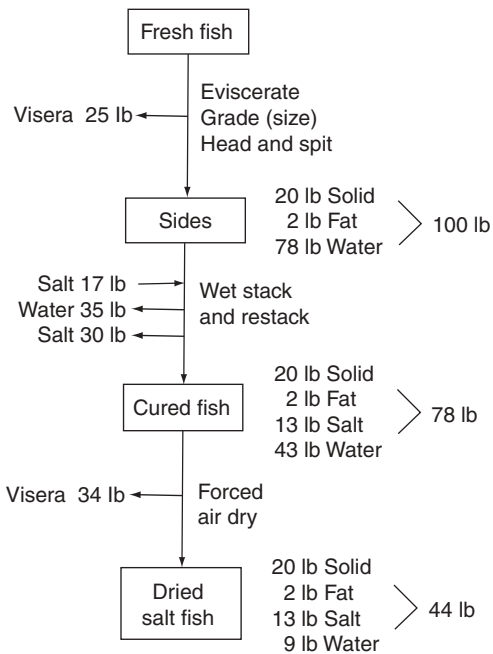 Fresh fish
Visera 25 lb
Eviscerate
Grade (size)
Head and spit
Sides
20 lb Solid
2 lb Fat
78 lb Water
100 lb
Salt 17 lb
Water 35 lb
Salt 30 lb
Wet stack
and restack
Cured fish
20 lb Solid
2 lb Fat
13 lb Salt
43 lb Water
78 lb
Visera 34 lb
Forced
air dry
Dried
salt fish
20 lb Solid
2 lb Fat
13 lb Salt
9 lb Water
44 lb